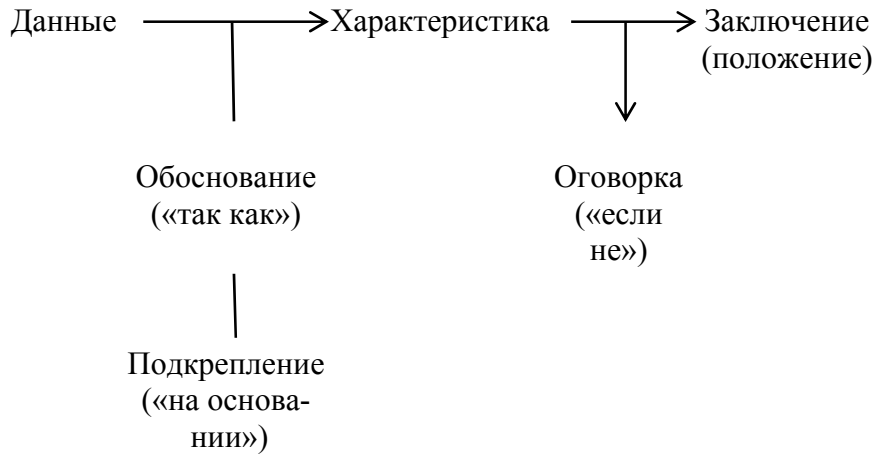 Данные
Характеристика
Заключение
(положение)
Обоснование
(«так как»)
Оговорка
(«если
не»)
Подкрепление
(«на основа-
нии»)